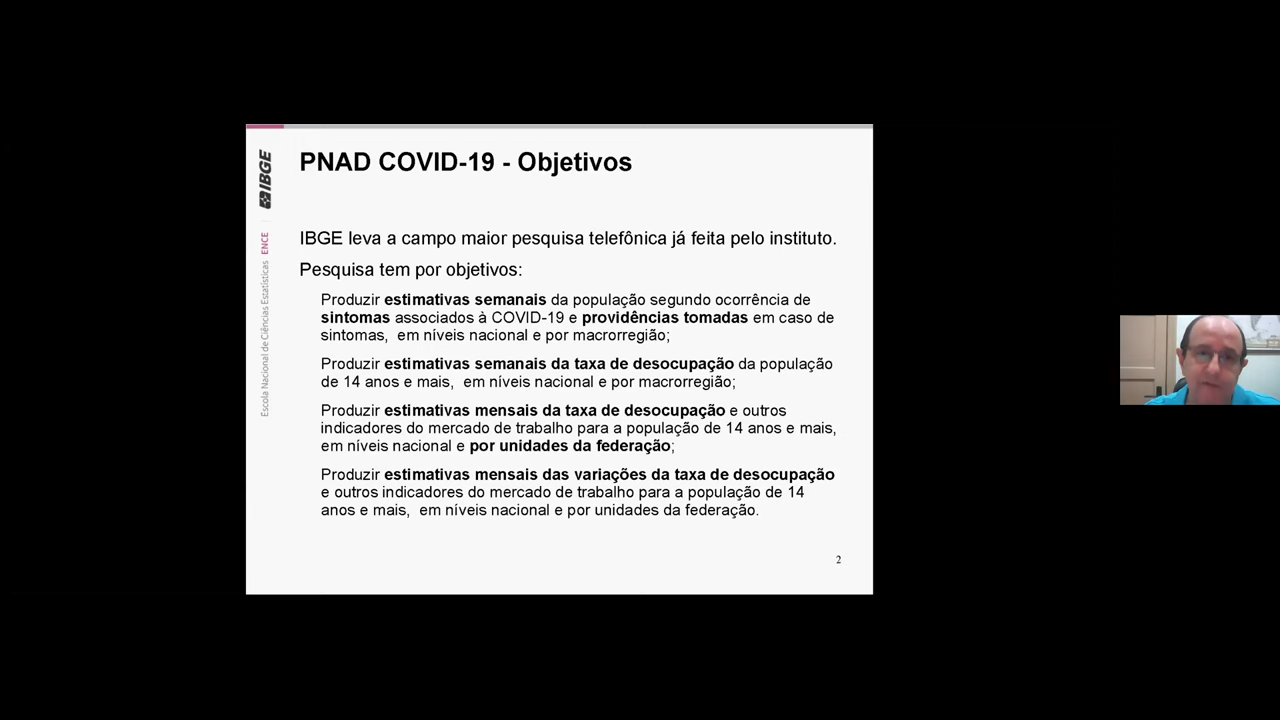 PNAD COVID-19 - Objetivos
IBGE
Escola Nacional de Ciências Estatísticas ENCE
IBGE leva a campo maior pesquisa telefônica já feita pelo instituto.
Pesquisa tem por objetivos:
Produzir estimativas semanais da população segundo ocorrência de
sintomas associados à COVID-19 e providências tomadas em caso de
sintomas, em níveis nacional e por macrorregião;
Produzir estimativas semanais da taxa de desocupação da população
de 14 anos e mais, em níveis nacional e por macrorregião;
Produzir estimativas mensais da taxa de desocupação e outros
indicadores do mercado de trabalho para a população de 14 anos e mais,
em níveis nacional e por unidades da federação;
Produzir estimativas mensais das variações da taxa de desocupação
e outros indicadores do mercado de trabalho para a população de 14
anos e mais, em níveis nacional e por unidades da federação.
2